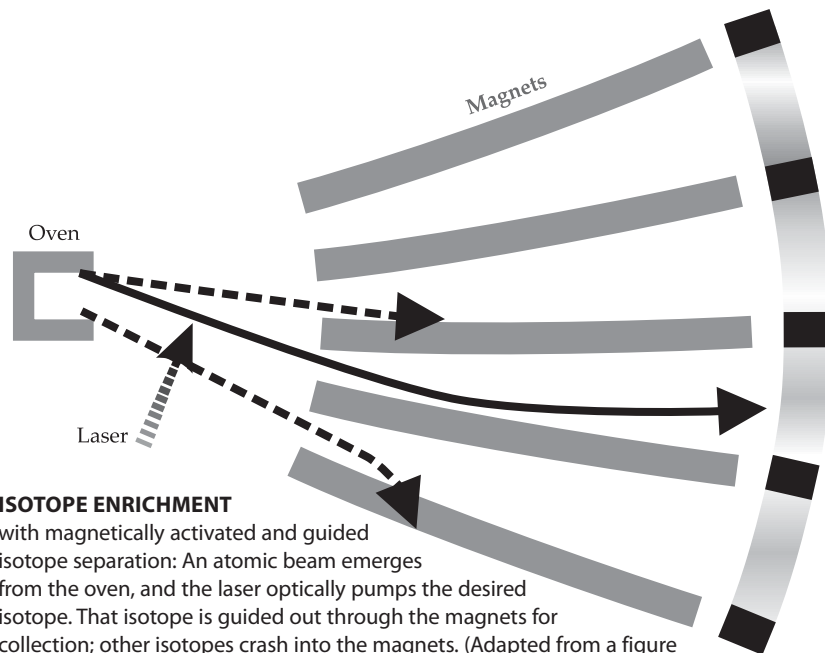 Magnets
Oven
Laser
ISOTOPE ENRICHMENT
with magnetically activated and guided
isotope separation: An atomic beam emerges
from the oven, and the laser optically pumps the desired
isotope. That isotope is guided out through the magnets for
collection; other isotopes crash into the magnets. (Adapted from a figure